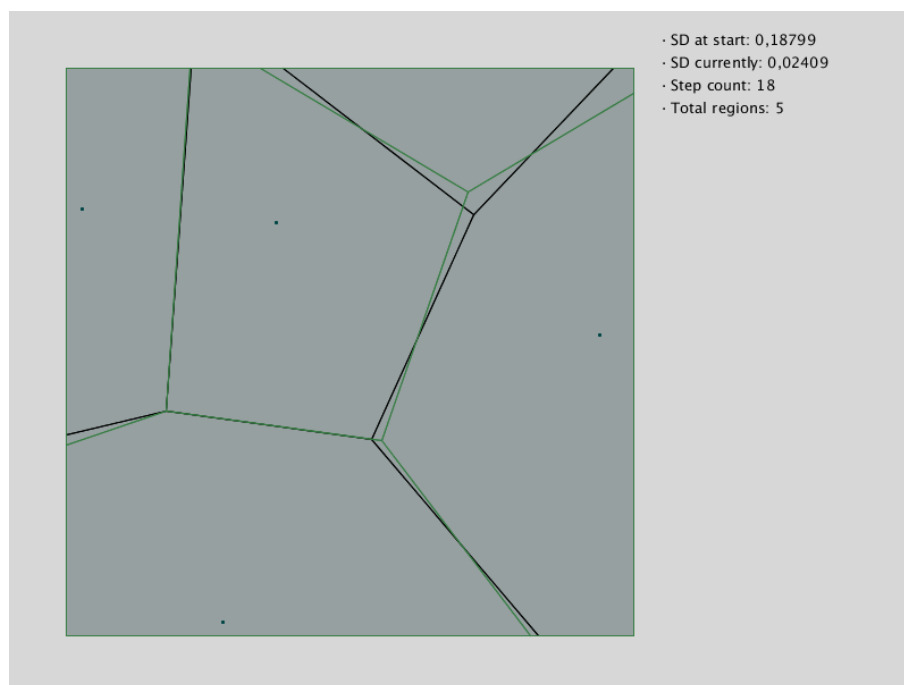 · SD at start: 0,18799
· SD currently: 0,02409
· Step count: 18
· Total regions: 5